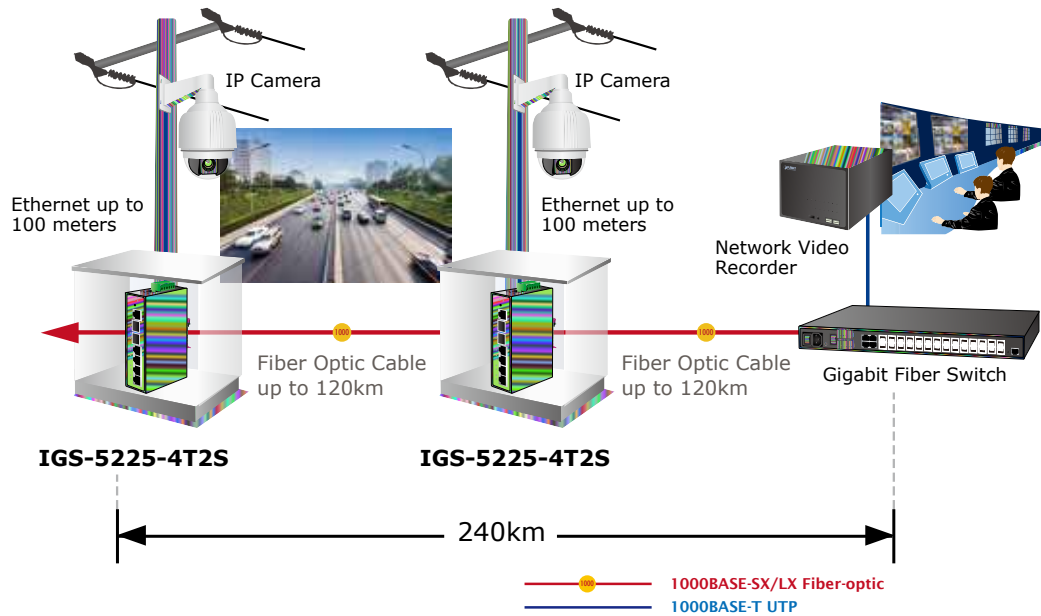 IP Camera
IP Camera
Ethernet up to
100 meters
Ethernet up to
100 meters
Network Video
Recorder
1000
1000
Fiber Optic Cable
up to 120km
Fiber Optic Cable
up to 120km
Gigabit Fiber Switch
IGS-5225-4T2S
IGS-5225-4T2S
240km
1000
1000BASE-SX/LX Fiber-optic
1000BASE-T UTP